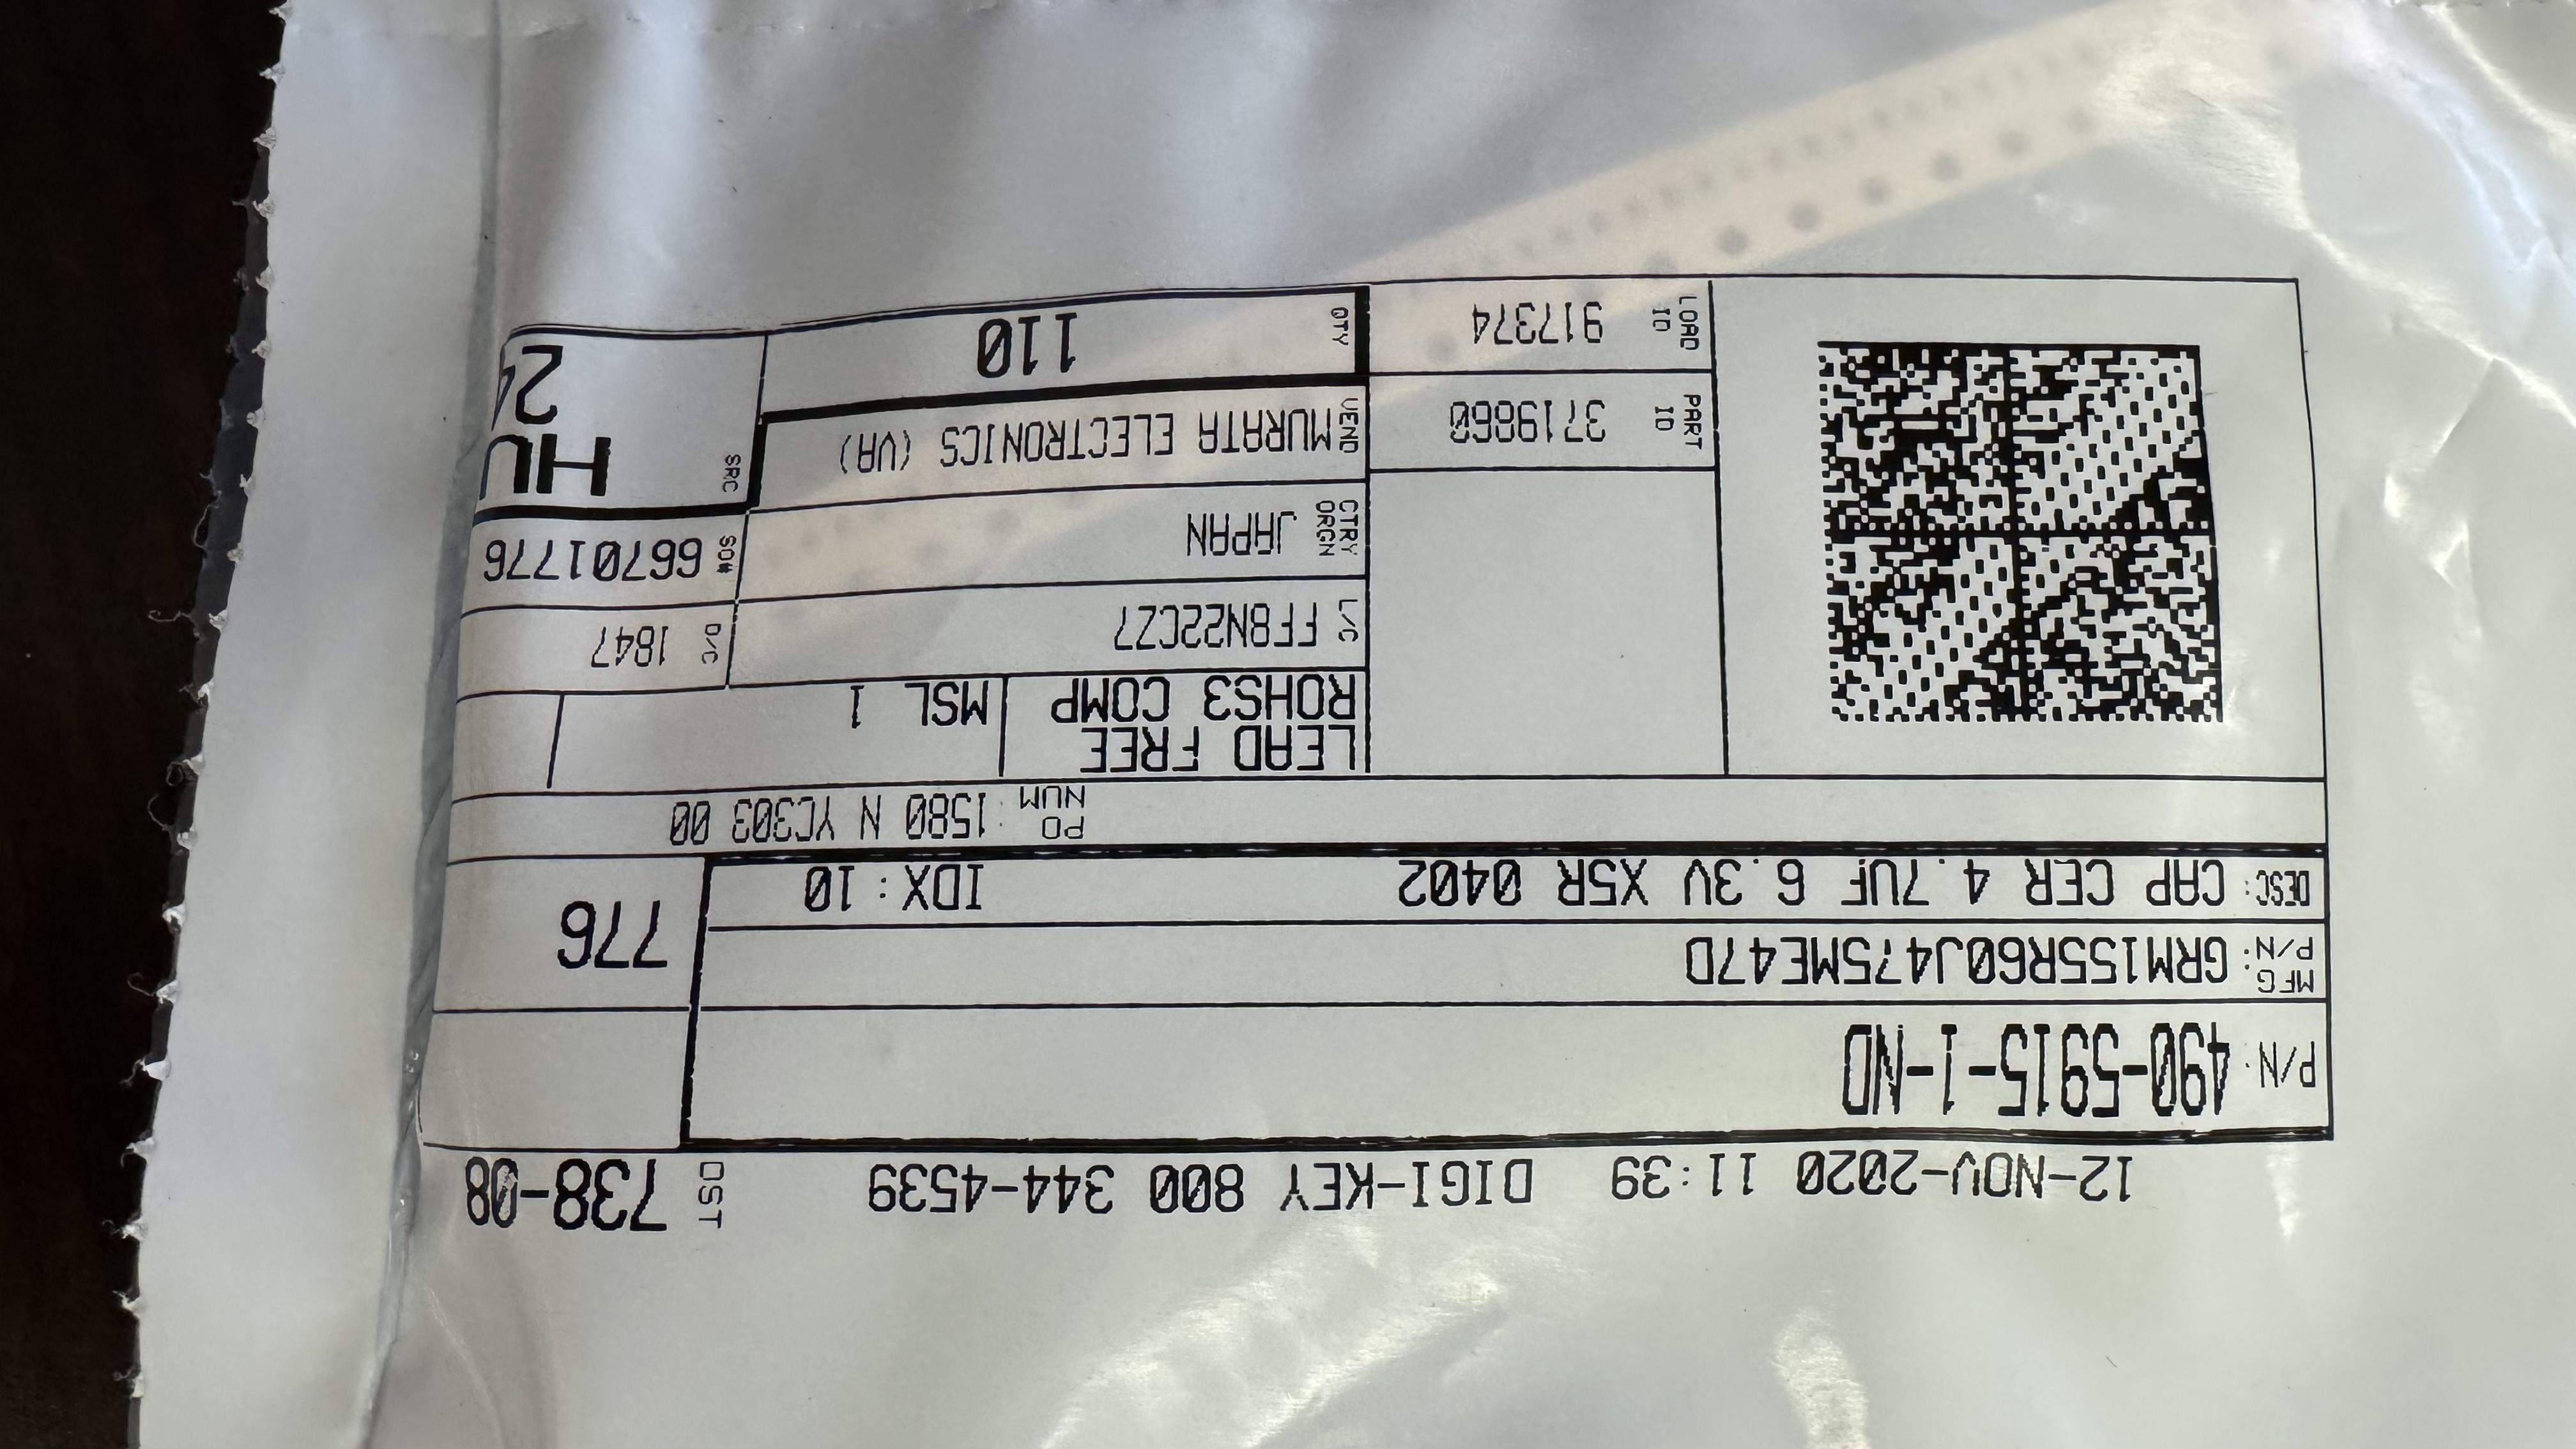 12-NOV-2020 11:39 DIGI-KEY 800 344-4539 DST 738-08
P/N: 490-5915-1-ND
MFG P/N: GRM155R60J475ME47D
776
DESC: CAP CER 4.7UF 6.3V X5R 0402 IDX: 10
PO NUM: 1580 N YC303 00
LEAD FREE
ROHS3 COMP
MSL 1
L/C FF8N22CZ7
D/C 1847
CTRY ORGN JAPAN
SO# 66701776
PART ID 3719860
VEND MURATA ELECTRONICS (VA)
SRC
LOAD ID 917374
QTY 110